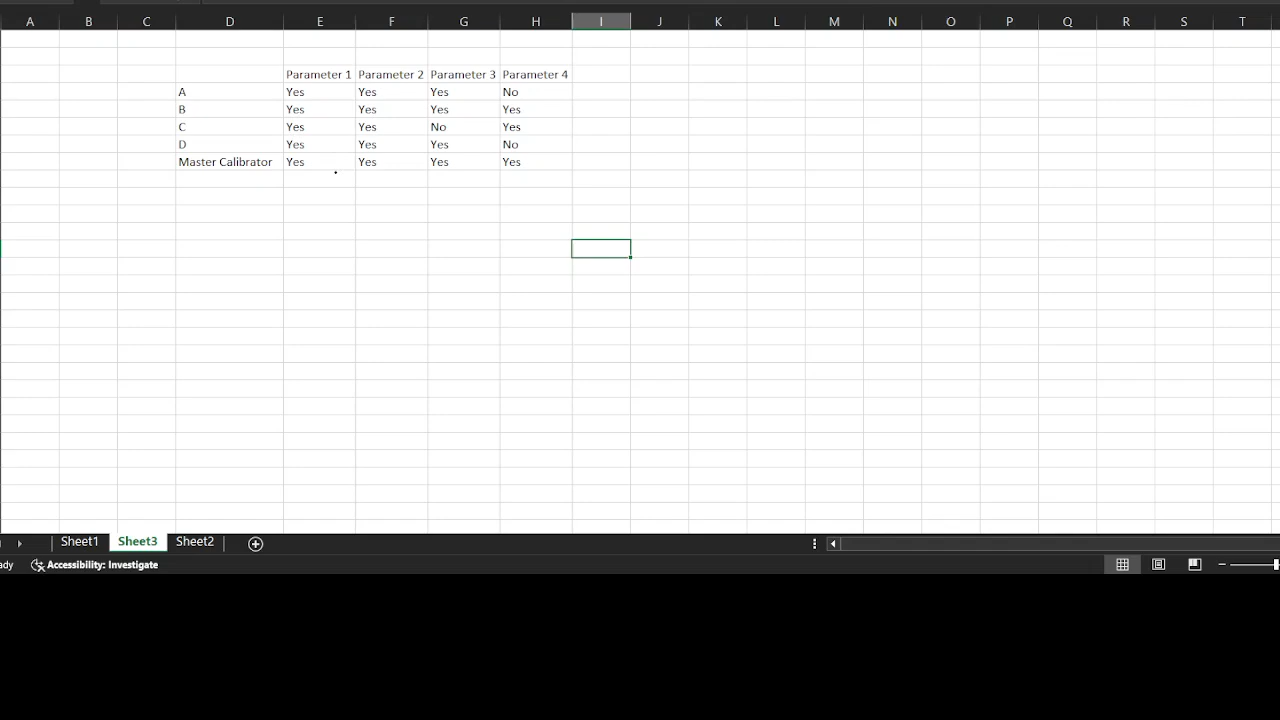 A B C D E F G H I J K L M N O P Q R S T
Parameter 1 Parameter 2 Parameter 3 Parameter 4
A Yes Yes Yes No
B Yes Yes Yes Yes
C Yes Yes No Yes
D Yes Yes Yes No
Master Calibrator Yes Yes Yes Yes
Sheet1 Sheet3 Sheet2
ady Accessibility: Investigate